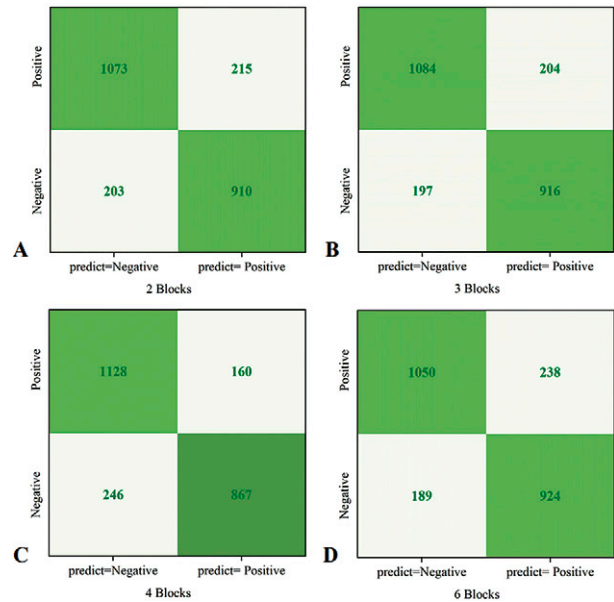 Positive
1073
215
Negative
203
910
A
predict=Negative
predict= Positive
2 Blocks
Positive
1084
204
Negative
197
916
B
predict=Negative
predict= Positive
3 Blocks
Positive
1128
160
Negative
246
867
C
predict=Negative
predict= Positive
4 Blocks
Positive
1050
238
Negative
189
924
D
predict=Negative
predict= Positive
6 Blocks